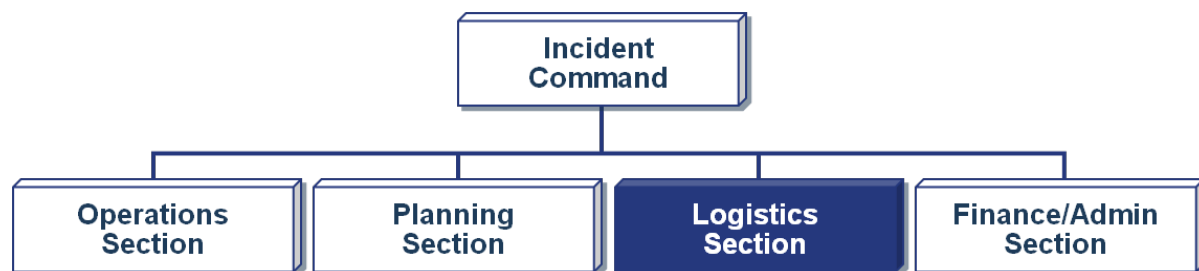 Incident
Command
Operations
Section
Planning
Section
Logistics
Section
Finance/Admin
Section